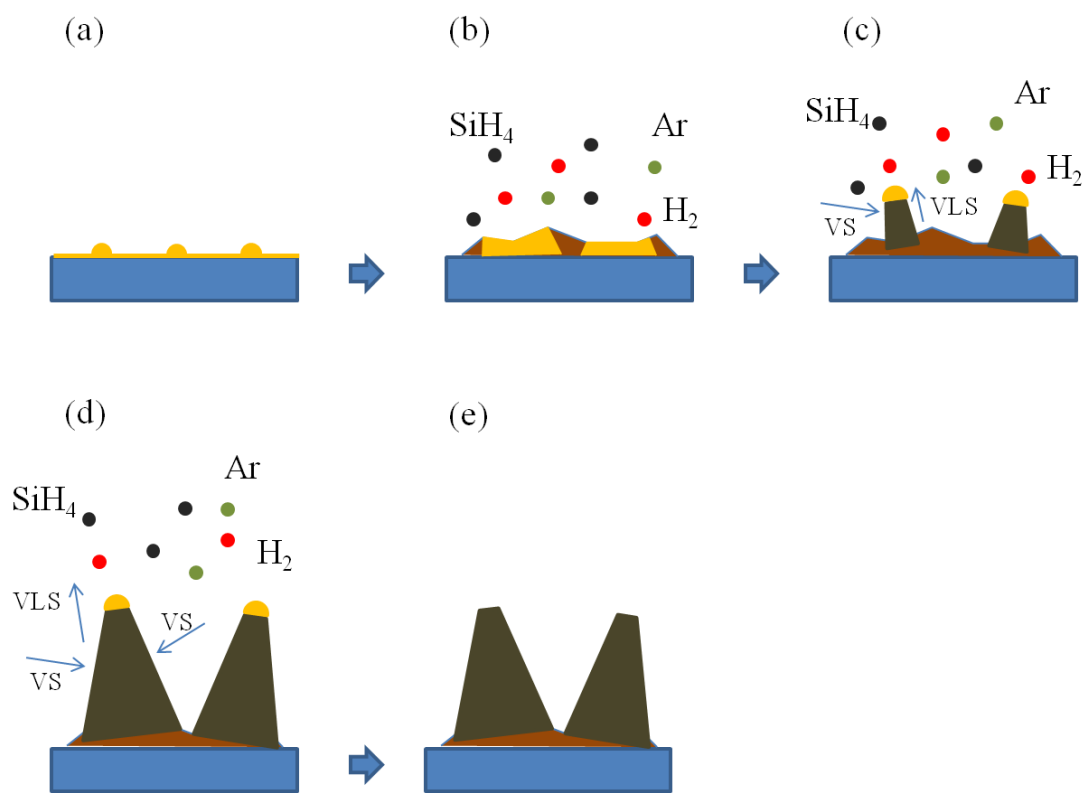 (a)
(b)
(c)
SiH₄
Ar
H₂
SiH₄
Ar
H₂
VS
VLS
(d)
(e)
SiH₄
Ar
H₂
VLS
VS
VS